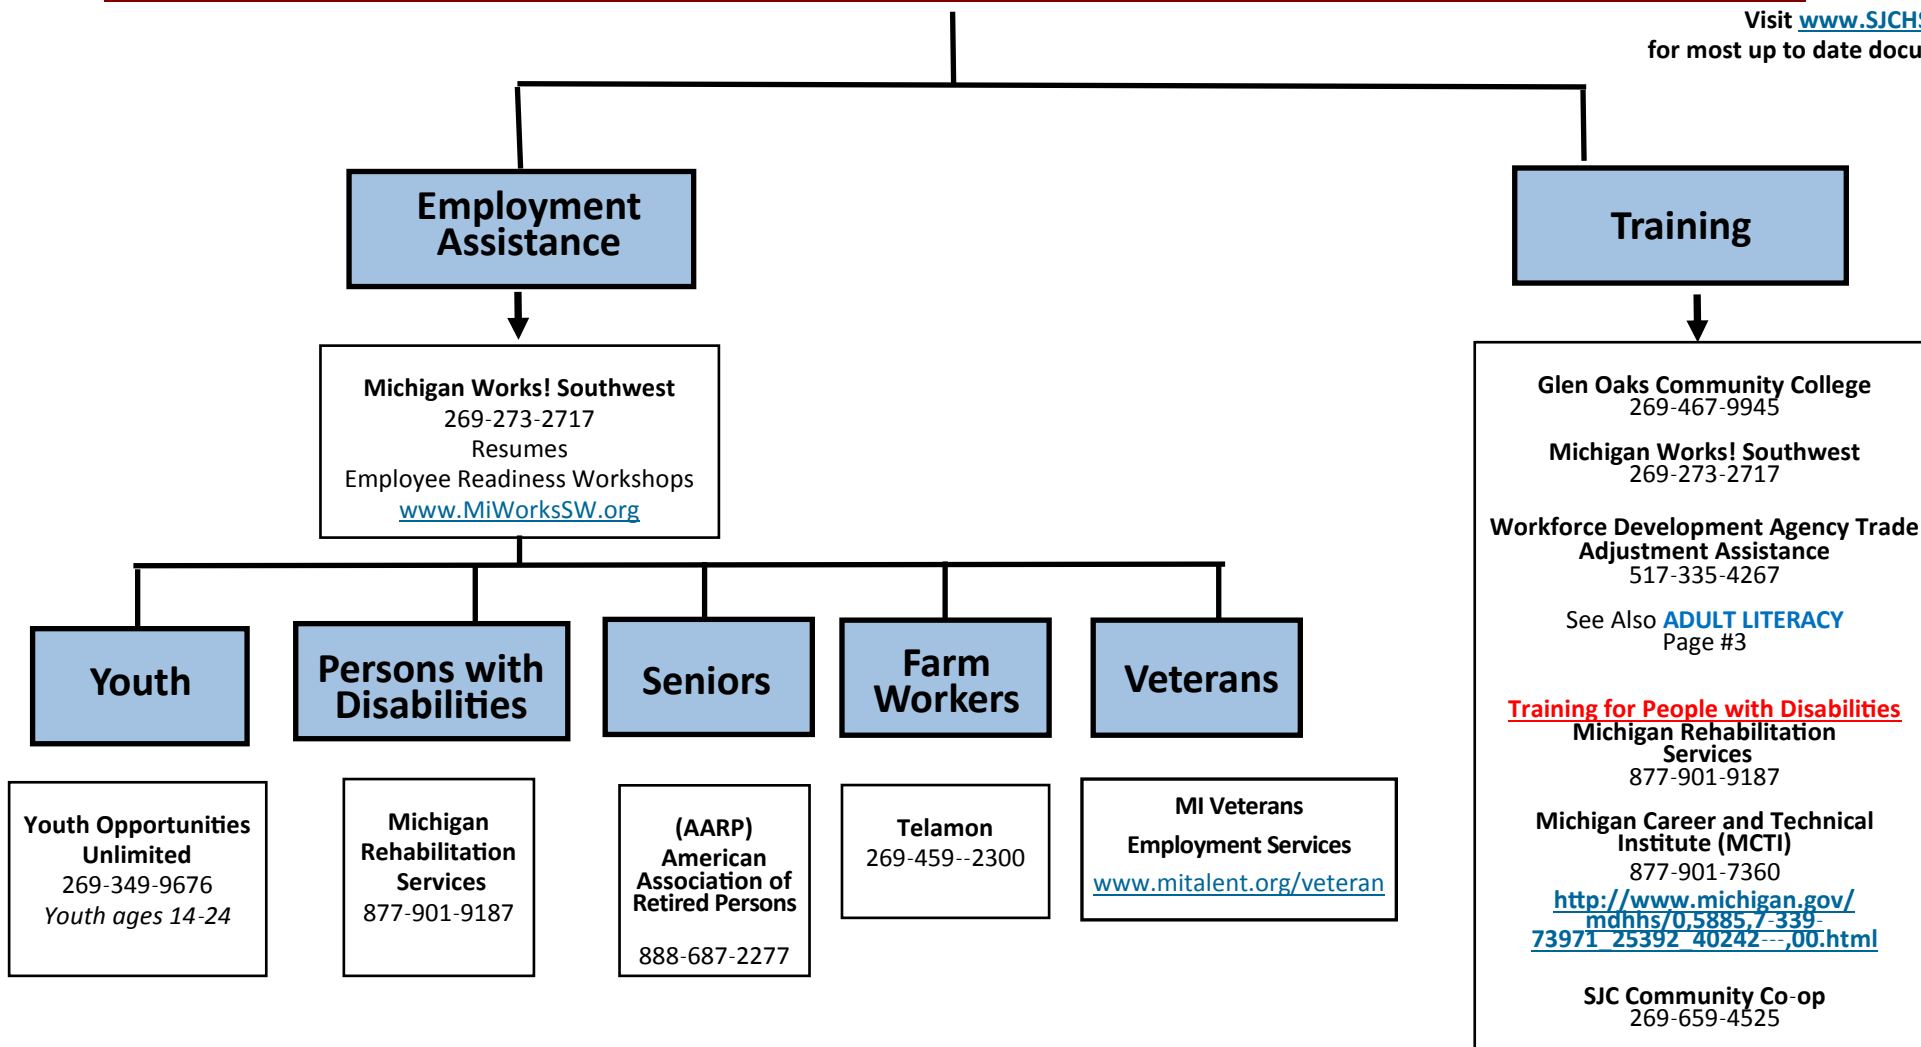 Visit www.SJCHS
for most up to date docu
Employment
Assistance
Training
Michigan Works! Southwest
269-273-2717
Resumes
Employee Readiness Workshops
www.MiWorksSW.org
Glen Oaks Community College
269-467-9945
Michigan Works! Southwest
269-273-2717
Workforce Development Agency Trade
Adjustment Assistance
517-335-4267
See Also ADULT LITERACY
Page #3
Training for People with Disabilities
Michigan Rehabilitation
Services
877-901-9187
Michigan Career and Technical
Institute (MCTI)
877-901-7360
http://www.michigan.gov/
mdhhs/0,5885,7-339-
73971_25392_40242---,00.html
SJC Community Co-op
269-659-4525
Youth
Persons with
Disabilities
Seniors
Farm
Workers
Veterans
Youth Opportunities
Unlimited
269-349-9676
Youth ages 14-24
Michigan
Rehabilitation
Services
877-901-9187
(AARP)
American
Association of
Retired Persons
888-687-2277
Telamon
269-459--2300
MI Veterans
Employment Services
www.mitalent.org/veteran